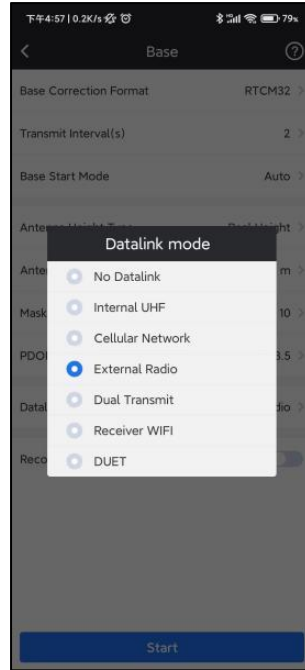 下午4:57 | 0.2K/s
79%
Base
Base Correction Format RTCM32
Transmit Interval(s) 2
Base Start Mode Auto
Datalink mode
No Datalink
Internal UHF
Cellular Network
External Radio
Dual Transmit
Receiver WIFI
DUET
m
Mask 10
3.5
Start